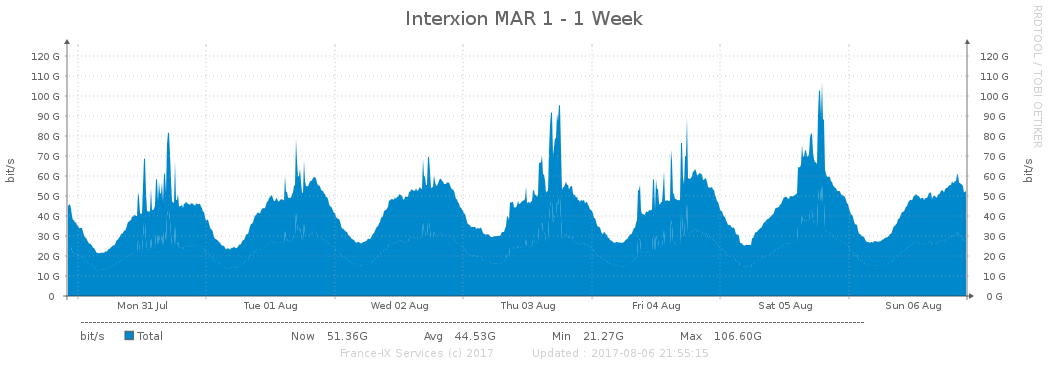 Interxion MAR 1 - 1 Week
RRDTOOL / TOBI OETIKER
bit/s
bit/s
120 G 120 G
110 G 110 G
100 G 100 G
90 G 90 G
80 G 80 G
70 G 70 G
60 G 60 G
50 G 50 G
40 G 40 G
30 G 30 G
20 G 20 G
10 G 10 G
0 0 G
Mon 31 Jul Tue 01 Aug Wed 02 Aug Thu 03 Aug Fri 04 Aug Sat 05 Aug Sun 06 Aug
bit/s Total Now 51.36G Avg 44.53G Min 21.27G Max 106.60G
France-IX Services (c) 2017 Updated : 2017-08-06 21:55:15